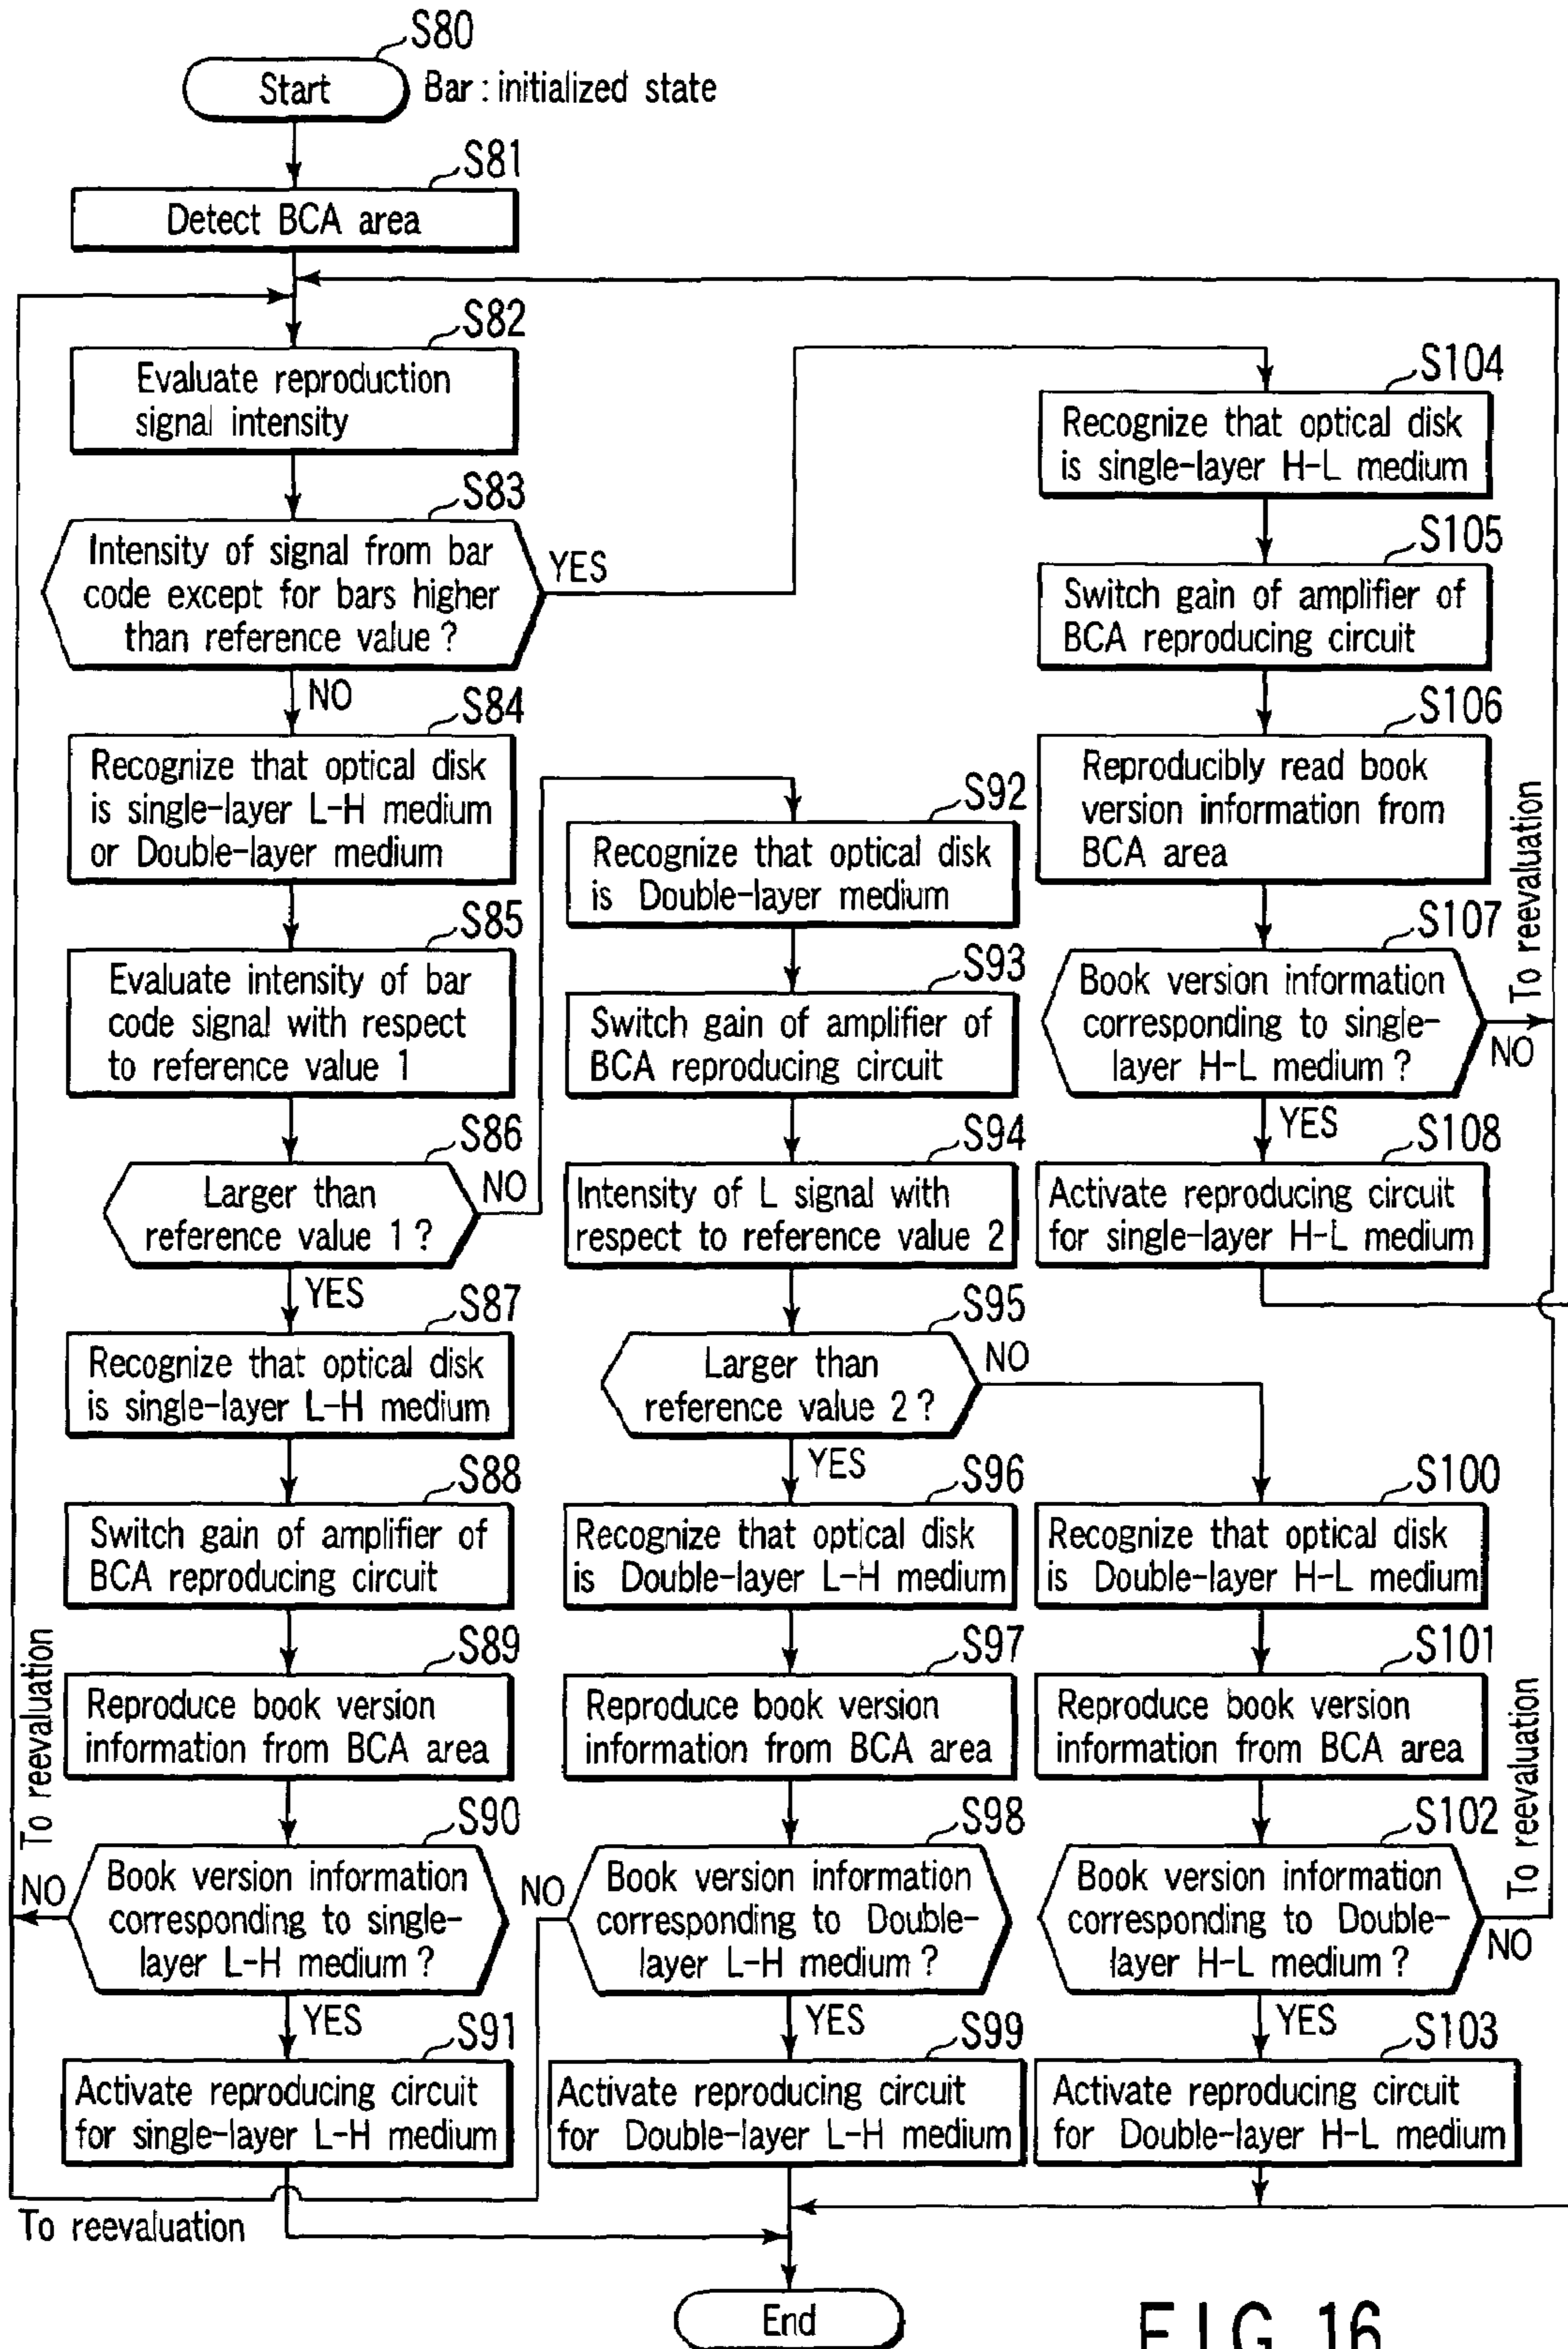 S80
Start
Bar : initialized state
S81
Detect BCA area
S82
Evaluate reproduction
signal intensity
S83
Intensity of signal from bar
code except for bars higher
than reference value ?
YES
NO
S84
Recognize that optical disk
is single-layer L-H medium
or Double-layer medium
S85
Evaluate intensity of bar
code signal with respect
to reference value 1
S86
Larger than
reference value 1 ?
NO
YES
S87
Recognize that optical disk
is single-layer L-H medium
S88
Switch gain of amplifier of
BCA reproducing circuit
S89
Reproduce book version
information from BCA area
To reevaluation
S90
Book version information
corresponding to single-
layer L-H medium ?
NO
YES
S91
Activate reproducing circuit
for single-layer L-H medium
To reevaluation
S92
Recognize that optical disk
is Double-layer medium
S93
Switch gain of amplifier of
BCA reproducing circuit
S94
Intensity of L signal with
respect to reference value 2
S95
Larger than
reference value 2 ?
NO
YES
S96
Recognize that optical disk
is Double-layer L-H medium
S97
Reproduce book version
information from BCA area
S98
Book version information
corresponding to Double-
layer L-H medium ?
NO
YES
S99
Activate reproducing circuit
for Double-layer L-H medium
S104
Recognize that optical disk
is single-layer H-L medium
S105
Switch gain of amplifier of
BCA reproducing circuit
S106
Reproducibly read book
version information from
BCA area
To reevaluation
S107
Book version information
corresponding to single-
layer H-L medium ?
NO
YES
S108
Activate reproducing circuit
for single-layer H-L medium
S100
Recognize that optical disk
is Double-layer H-L medium
S101
Reproduce book version
information from BCA area
To reevaluation
S102
Book version information
corresponding to Double-
layer H-L medium ?
NO
YES
S103
Activate reproducing circuit
for Double-layer H-L medium
End
FIG. 16